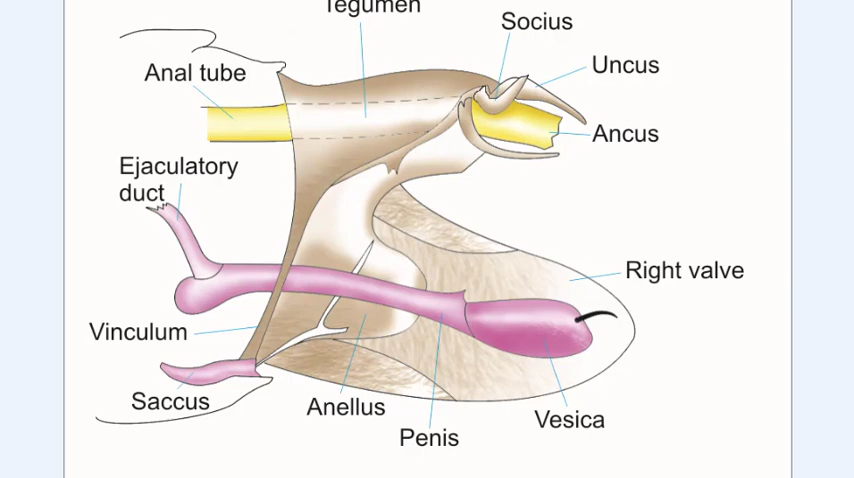 Tegumen
Socius
Uncus
Anal tube
Ancus
Ejaculatory
duct
Right valve
Vinculum
Saccus
Anellus
Vesica
Penis